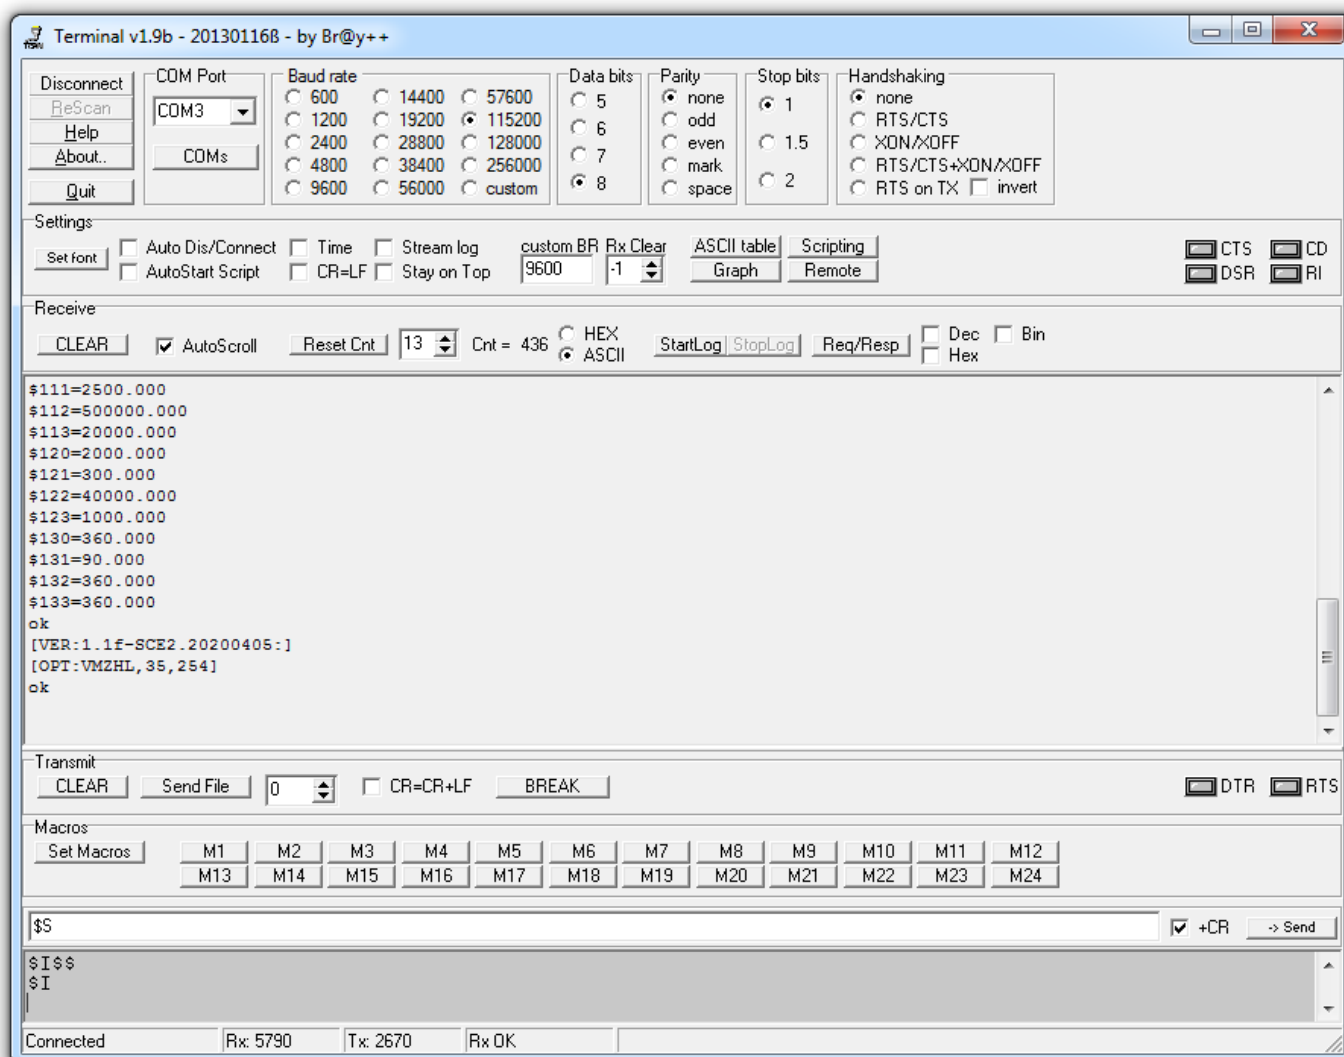 Terminal v1.9b - 20130116ß - by Br@y++
Disconnect
ReScan
Help
About..
Quit
COM Port
COM3
COMs
Baud rate
600 14400 57600
1200 19200 115200
2400 28800 128000
4800 38400 256000
9600 56000 custom
Data bits
5
6
7
8
Parity
none
odd
even
mark
space
Stop bits
1
1.5
2
Handshaking
none
RTS/CTS
XON/XOFF
RTS/CTS+XON/XOFF
RTS on TX invert
Settings
Set font
Auto Dis/Connect Time Stream log
AutoStart Script CR=LF Stay on Top
custom BR Rx Clear
9600 -1
ASCII table Scripting
Graph Remote
CTS CD
DSR RI
Receive
CLEAR AutoScroll Reset Cnt 13 Cnt = 436
HEX
ASCII
StartLog StopLog Req/Resp
Dec Bin
Hex
$111=2500.000
$112=500000.000
$113=20000.000
$120=2000.000
$121=300.000
$122=40000.000
$123=1000.000
$130=360.000
$131=90.000
$132=360.000
$133=360.000
ok
[VER:1.1f-SCE2.20200405:]
[OPT:VMZHL,35,254]
ok
Transmit
CLEAR Send File 0 CR=CR+LF BREAK DTR RTS
Macros
Set Macros M1 M2 M3 M4 M5 M6 M7 M8 M9 M10 M11 M12
M13 M14 M15 M16 M17 M18 M19 M20 M21 M22 M23 M24
$S +CR -> Send
$I$$
$I
Connected Rx: 5790 Tx: 2670 Rx OK